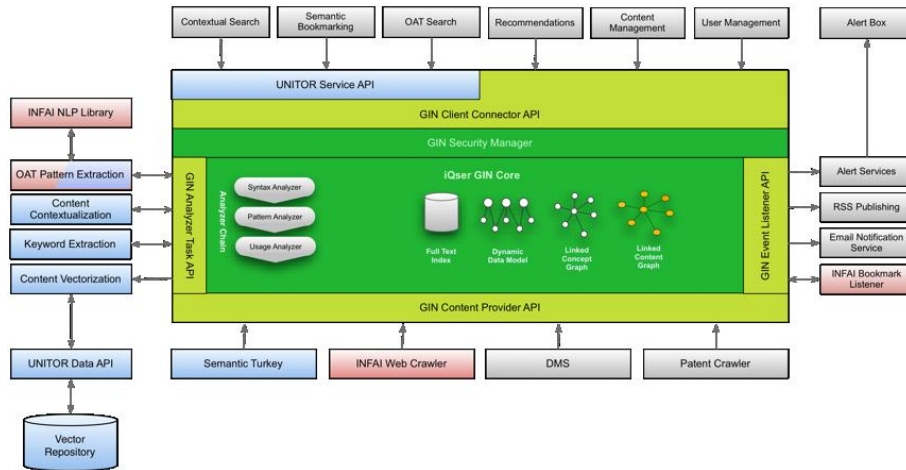 Contextual Search
Semantic
Bookmarking
OAT Search
Recommendations
Content
Management
User Management
Alert Box
UNITOR Service API
GIN Client Connector API
GIN Security Manager
INFAI NLP Library
OAT Pattern Extraction
Content
Contextualization
Keyword Extraction
Content Vectorization
UNITOR Data API
Vector
Repository
GIN Analyzer Task API
Analyzer Chain
iQser GIN Core
Syntax Analyzer
Pattern Analyzer
Usage Analyzer
Full Text
Index
Dynamic
Data Model
Linked
Concept
Graph
Linked
Content
Graph
GIN Event Listener API
Alert Services
RSS Publishing
Email Notification
Service
INFAI Bookmark
Listener
GIN Content Provider API
Semantic Turkey
INFAI Web Crawler
DMS
Patent Crawler